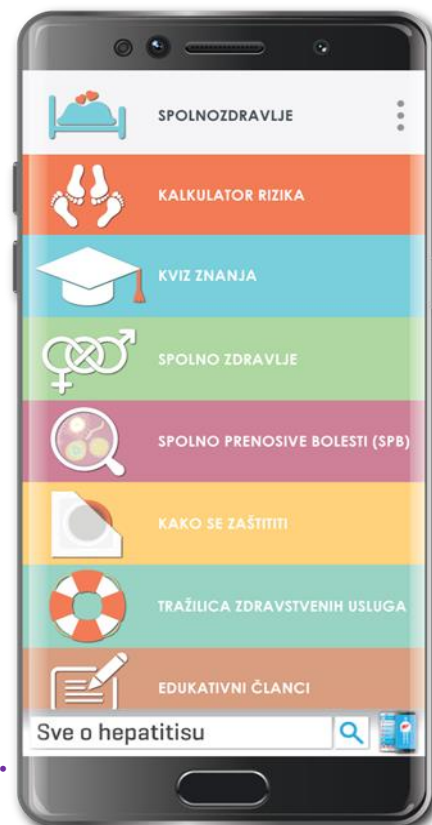 SPOLNOZDRAVLJE
KALKULATOR RIZIKA
KVIZ ZNANJA
SPOLNO ZDRAVLJE
SPOLNO PRENOSIVE BOLESTI (SPB)
KAKO SE ZAŠTITITI
TRAŽILICA ZDRAVSTVENIH USLUGA
EDUKATIVNI ČLANCI
Sve o hepatitisu